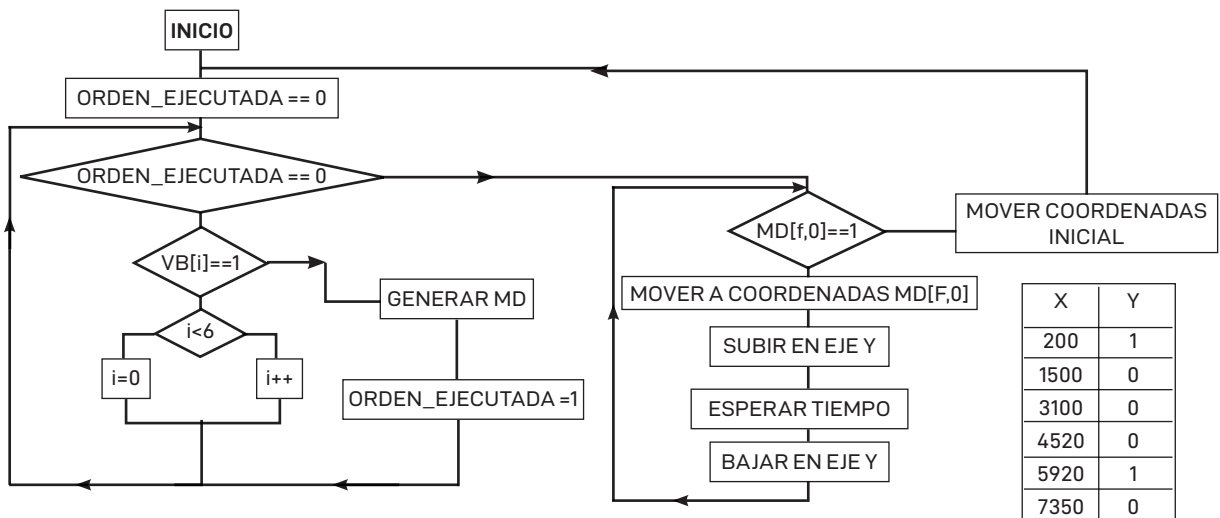 INICIO
ORDEN_EJECUTADA == 0
ORDEN_EJECUTADA == 0
VB[i]==1
i<6
i=0
i++
GENERAR MD
ORDEN_EJECUTADA =1
MD[f,0]==1
MOVER COORDENADAS
INICIAL
MOVER A COORDENADAS MD[F,0]
SUBIR EN EJE Y
ESPERAR TIEMPO
BAJAR EN EJE Y
X Y
200 1
1500 0
3100 0
4520 0
5920 1
7350 0